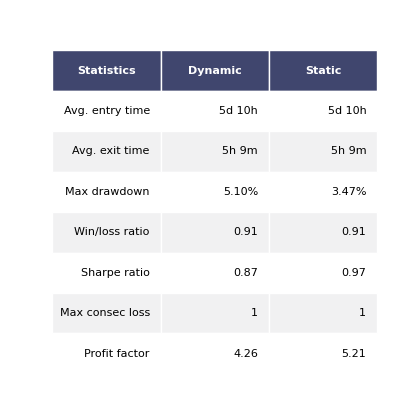 Statistics Dynamic Static
Avg. entry time 5d 10h 5d 10h
Avg. exit time 5h 9m 5h 9m
Max drawdown 5.10% 3.47%
Win/loss ratio 0.91 0.91
Sharpe ratio 0.87 0.97
Max consec loss 1 1
Profit factor 4.26 5.21